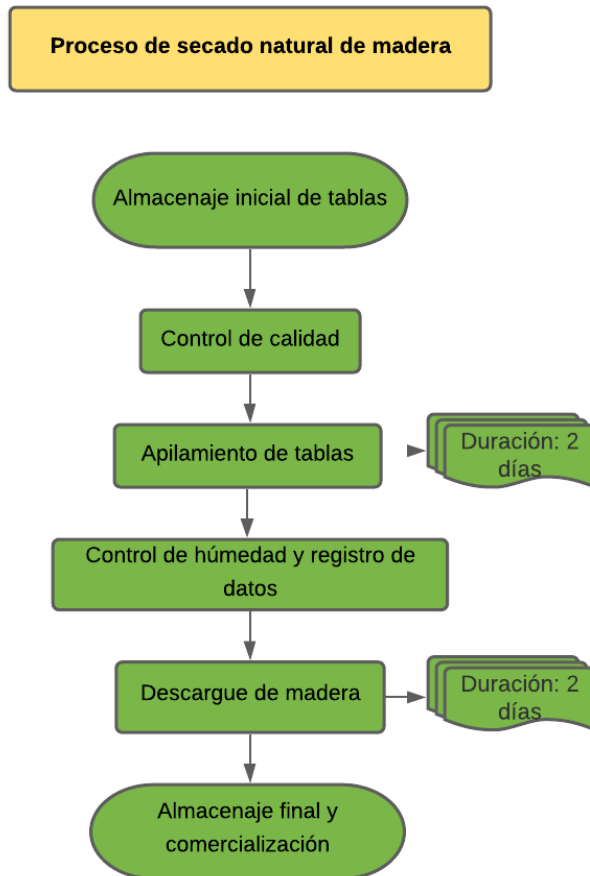 Proceso de secado natural de madera
Almacenaje inicial de tablas
Control de calidad
Apilamiento de tablas
Duración: 2
días
Control de húmedad y registro de
datos
Descargue de madera
Duración: 2
días
Almacenaje final y
comercialización